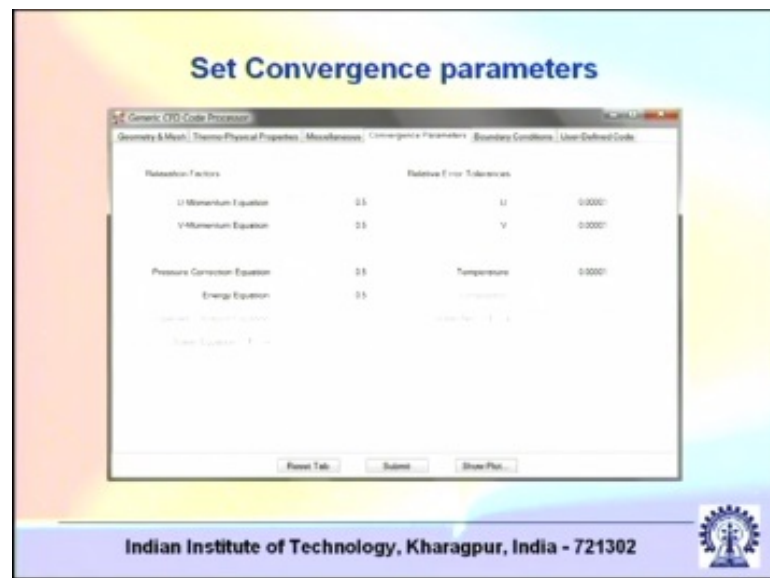 Set Convergence parameters
Generic CFD Code Processor
Geometry & Mesh Thermo-Physical Properties Miscellaneous Convergence Parameters Boundary Conditions User-Defined Code
Relaxation Factors Relative Error Tolerances
U-Momentum Equation 0.5 U 0.00001
V-Momentum Equation 0.5 V 0.00001
Pressure Correction Equation 0.5 Temperature 0.00001
Energy Equation 0.5
Reset Tab Submit Show Plot...
Indian Institute of Technology, Kharagpur, India - 721302